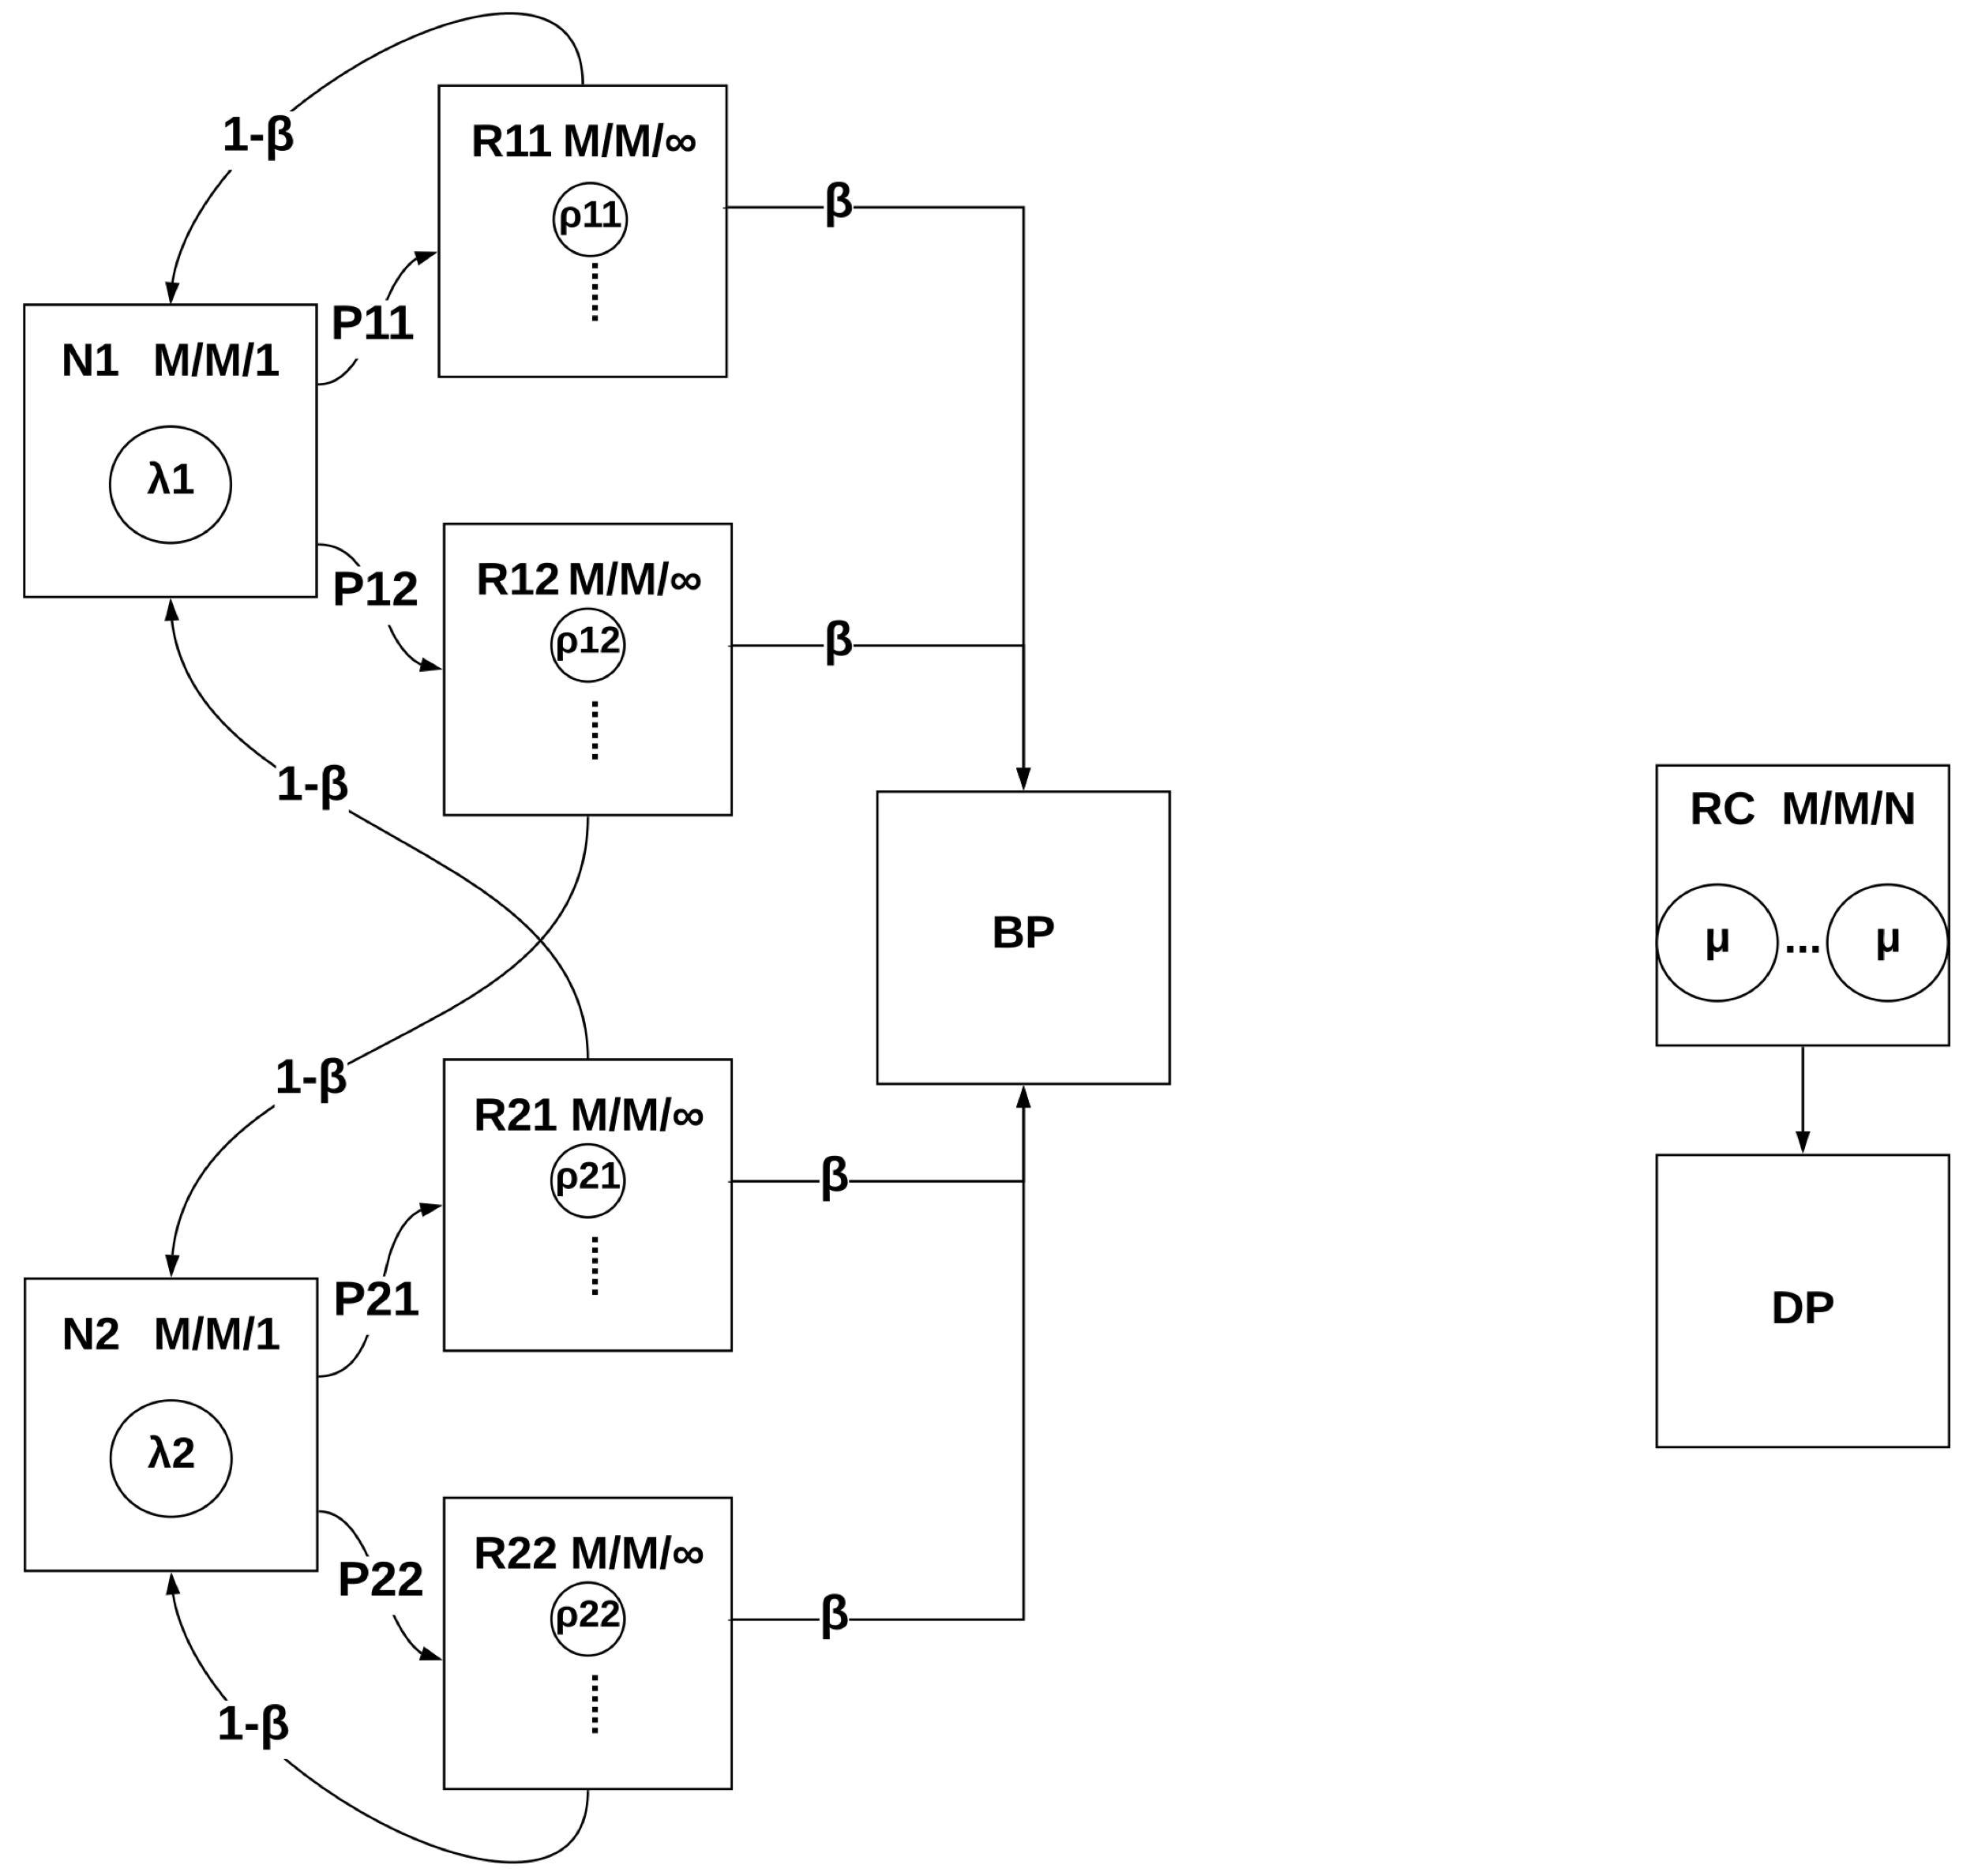 1-β
R11 M/M/∞
ρ11
β
P11
N1 M/M/1
λ1
P12
R12 M/M/∞
ρ12
β
1-β
RC M/M/N
μ ... μ
BP
1-β
R21 M/M/∞
ρ21
β
P21
N2 M/M/1
λ2
DP
P22
R22 M/M/∞
ρ22
β
1-β